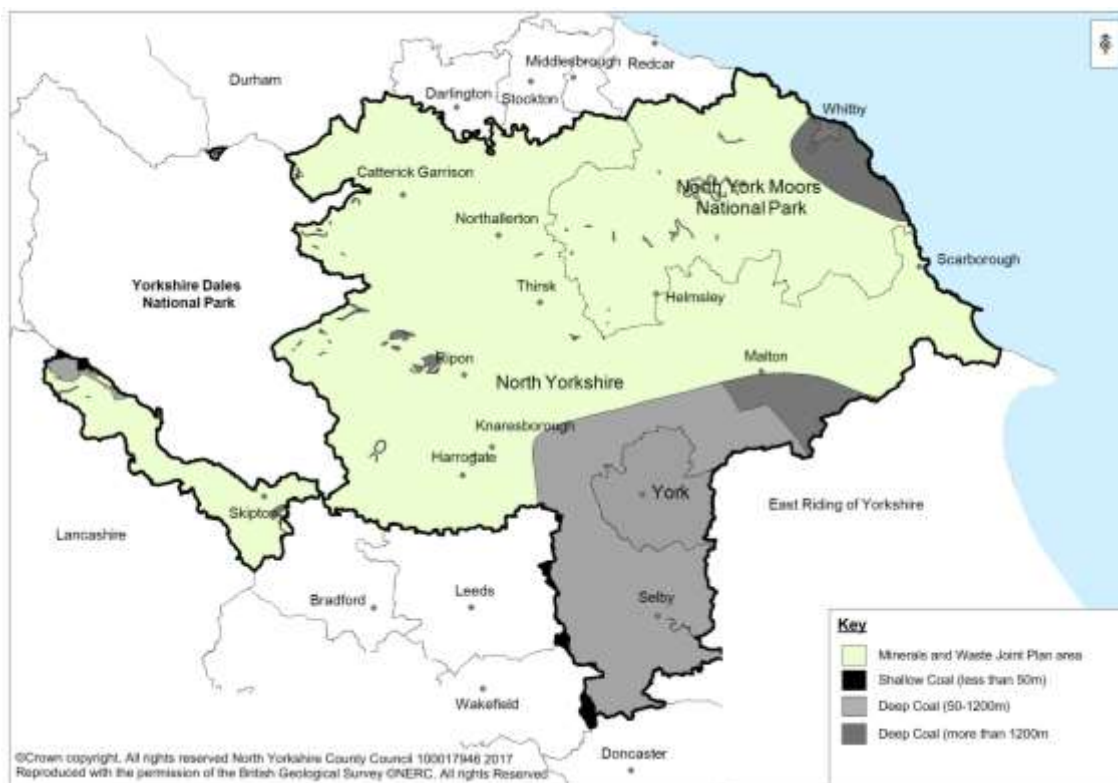 Durham
Middlesbrough
Redcar
Darlington
Stockton
Whitby
Catterick Garrison
North York Moors
National Park
Northallerton
Scarborough
Yorkshire Dales
National Park
Thirsk
Helmsley
Ripon
Malton
North Yorkshire
Knaresborough
Harrogate
York
East Riding of Yorkshire
Skipton
Lancashire
Bradford
Leeds
Selby
Wakefield
Doncaster
Key
Minerals and Waste Joint Plan area
Shallow Coal (less than 50m)
Deep Coal (50-1200m)
Deep Coal (more than 1200m
©Crown copyright. All rights reserved North Yorkshire County Council 100017946 2017
Reproduced with the permission of the British Geological Survey ©NERC. All rights Reserved